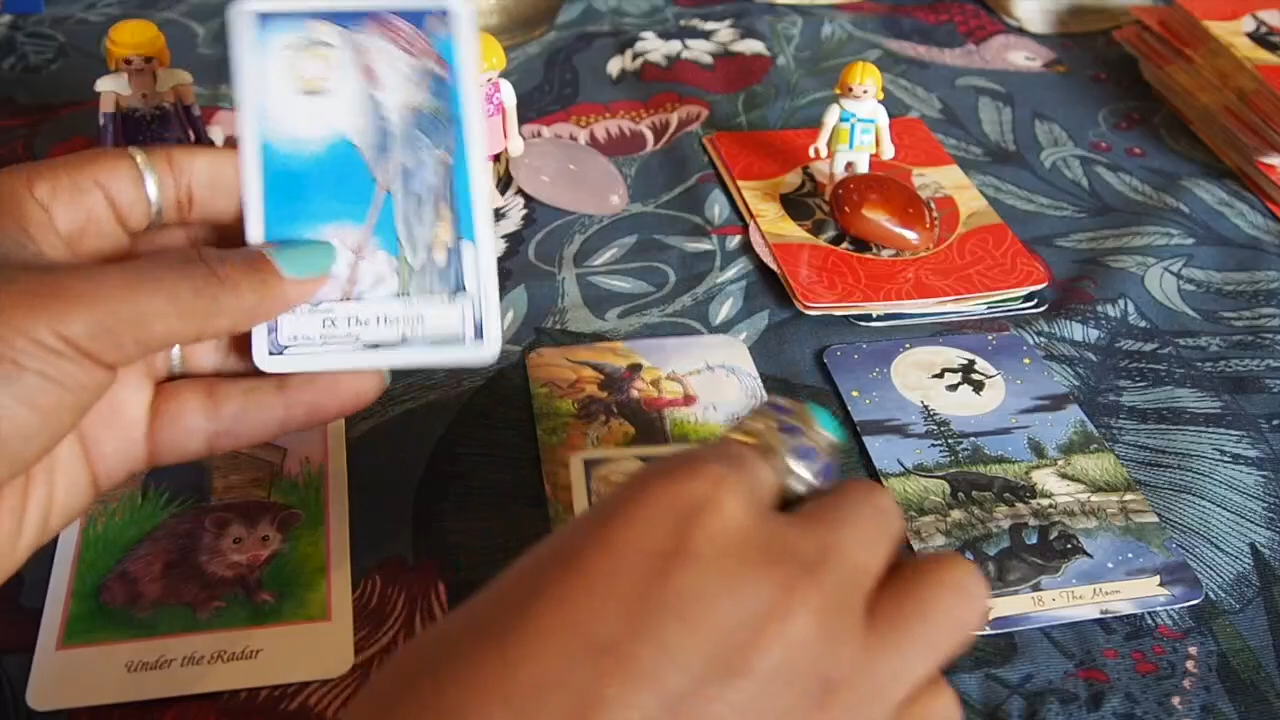 IX The Hermit
Under the Radar
18 • The Moon